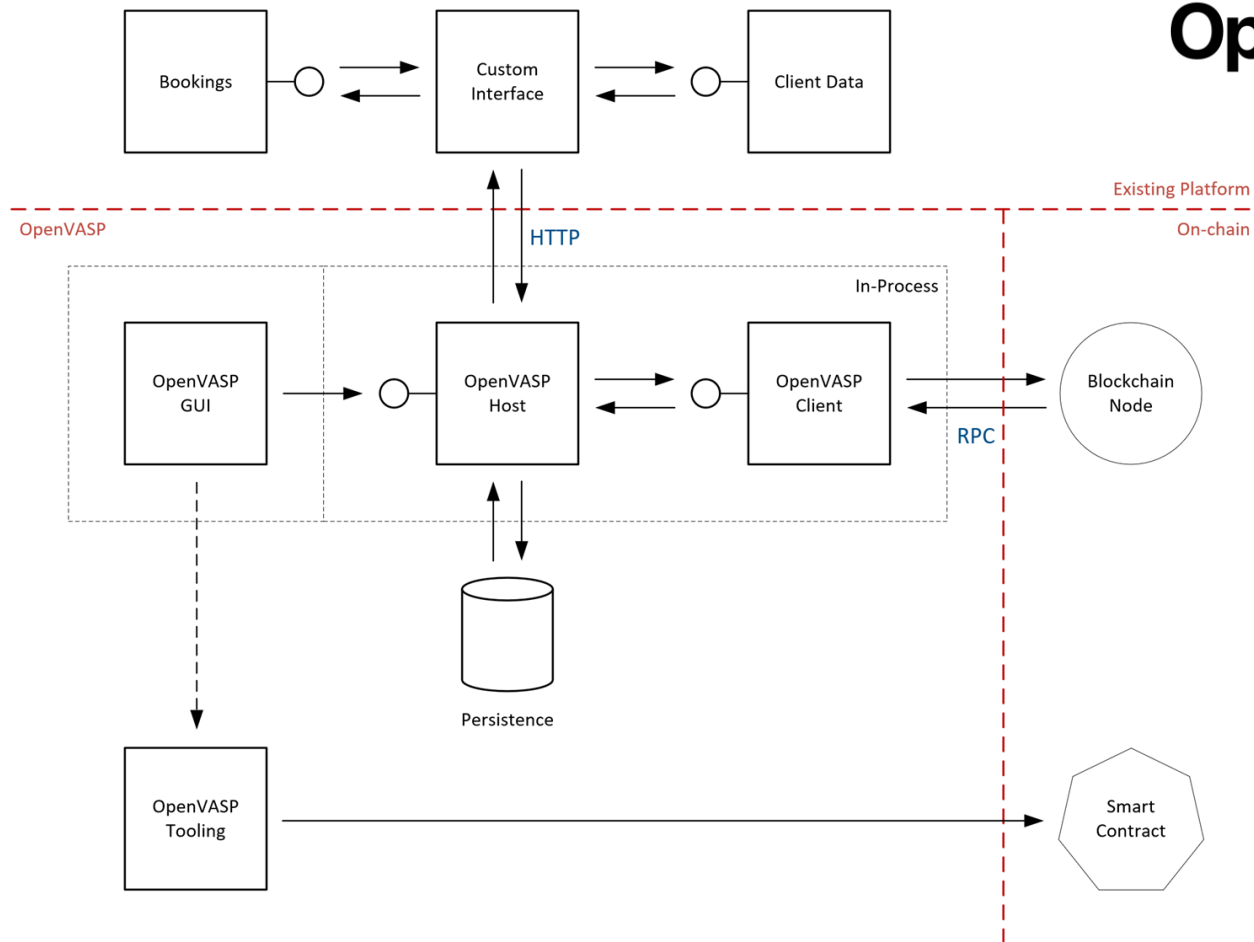 Op
Bookings
Custom
Interface
Client Data
Existing Platform
OpenVASP
On-chain
HTTP
In-Process
OpenVASP
GUI
OpenVASP
Host
OpenVASP
Client
Blockchain
Node
RPC
Persistence
OpenVASP
Tooling
Smart
Contract